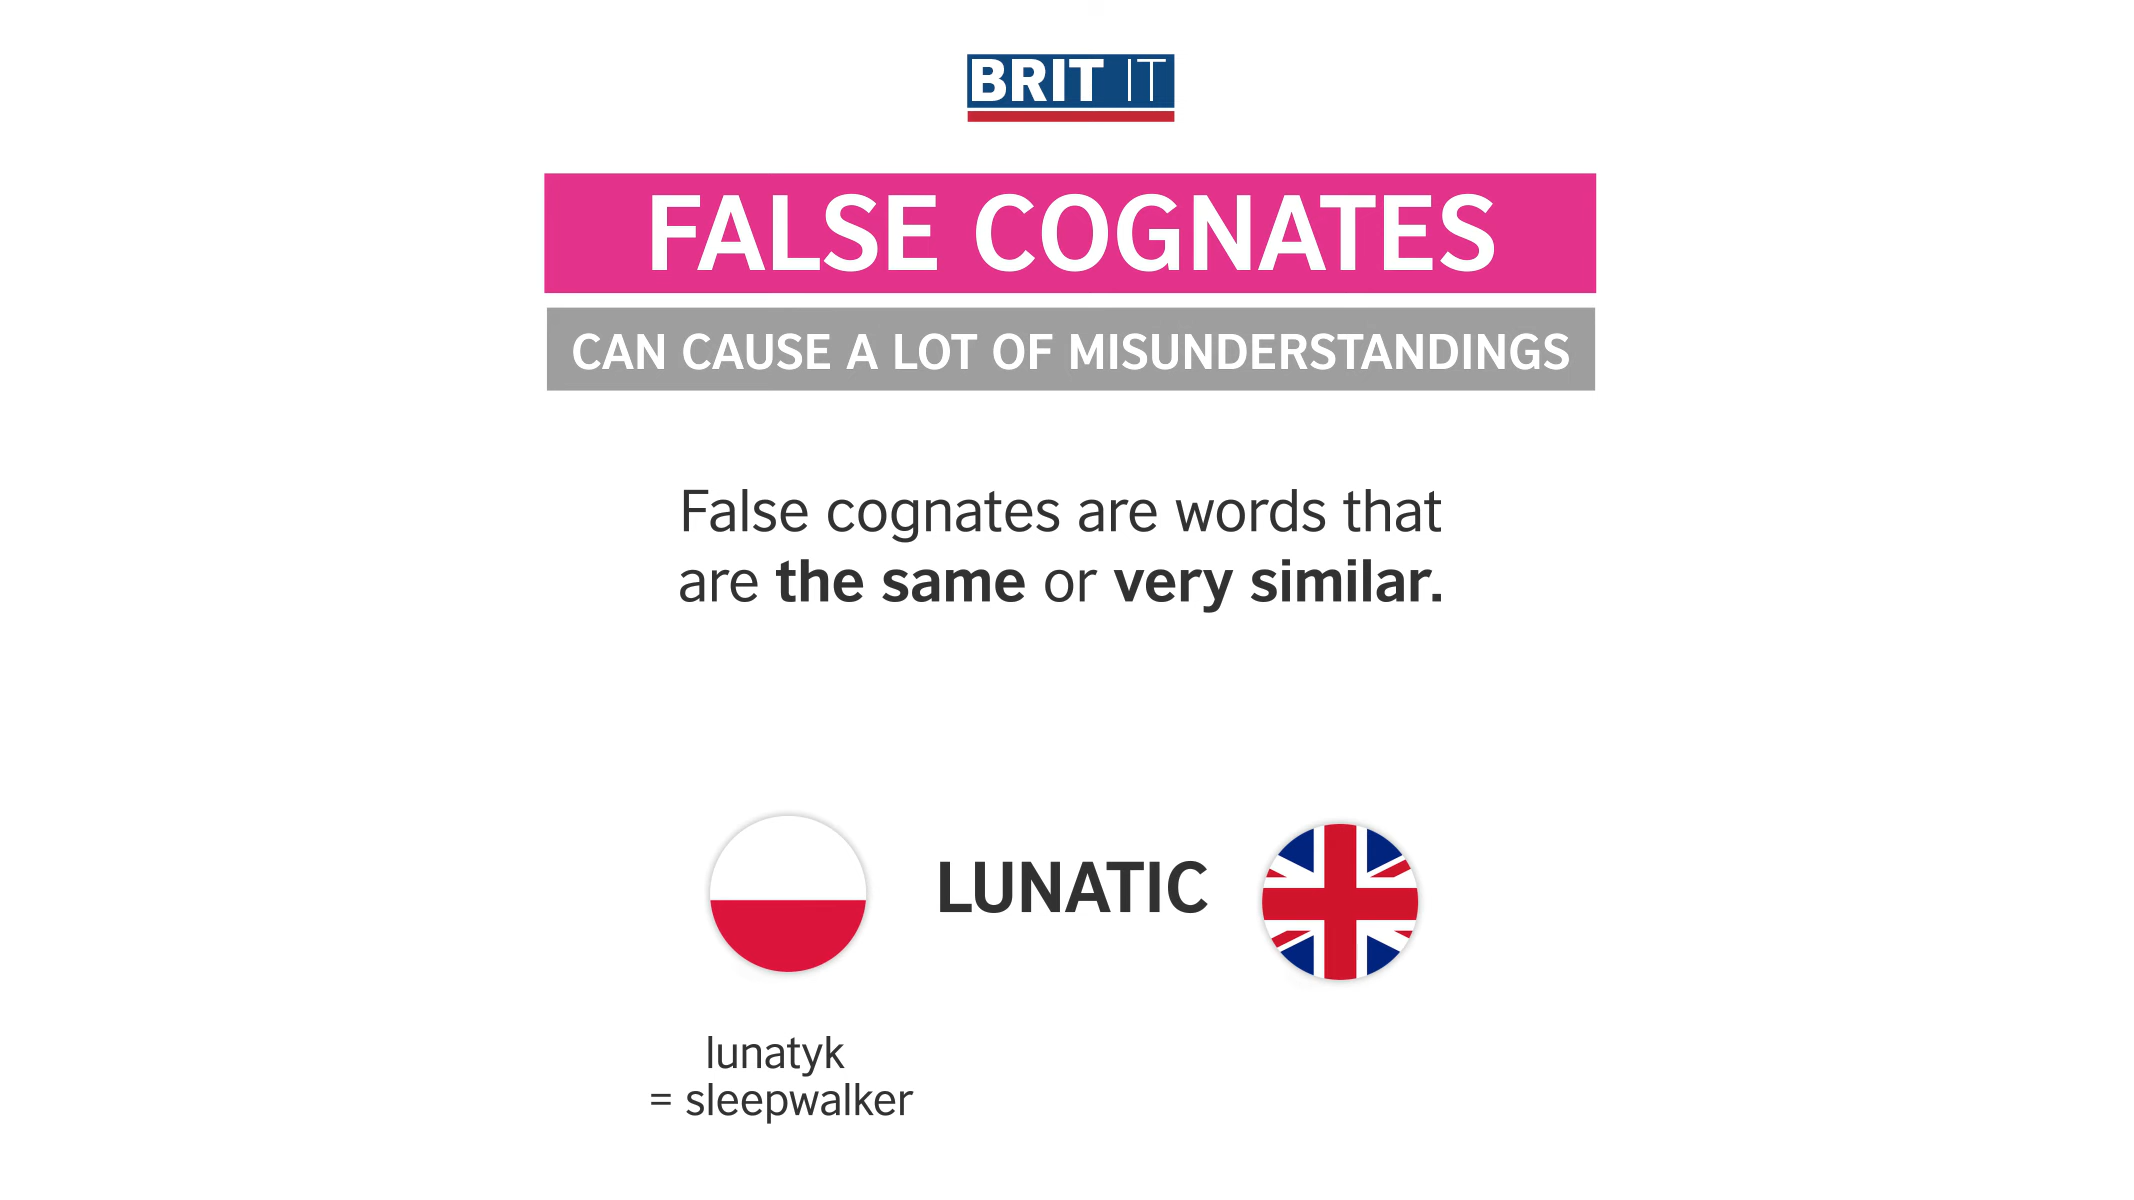 BRIT IT
FALSE COGNATES
CAN CAUSE A LOT OF MISUNDERSTANDINGS
False cognates are words that
are the same or very similar.
LUNATIC
lunatyk
= sleepwalker